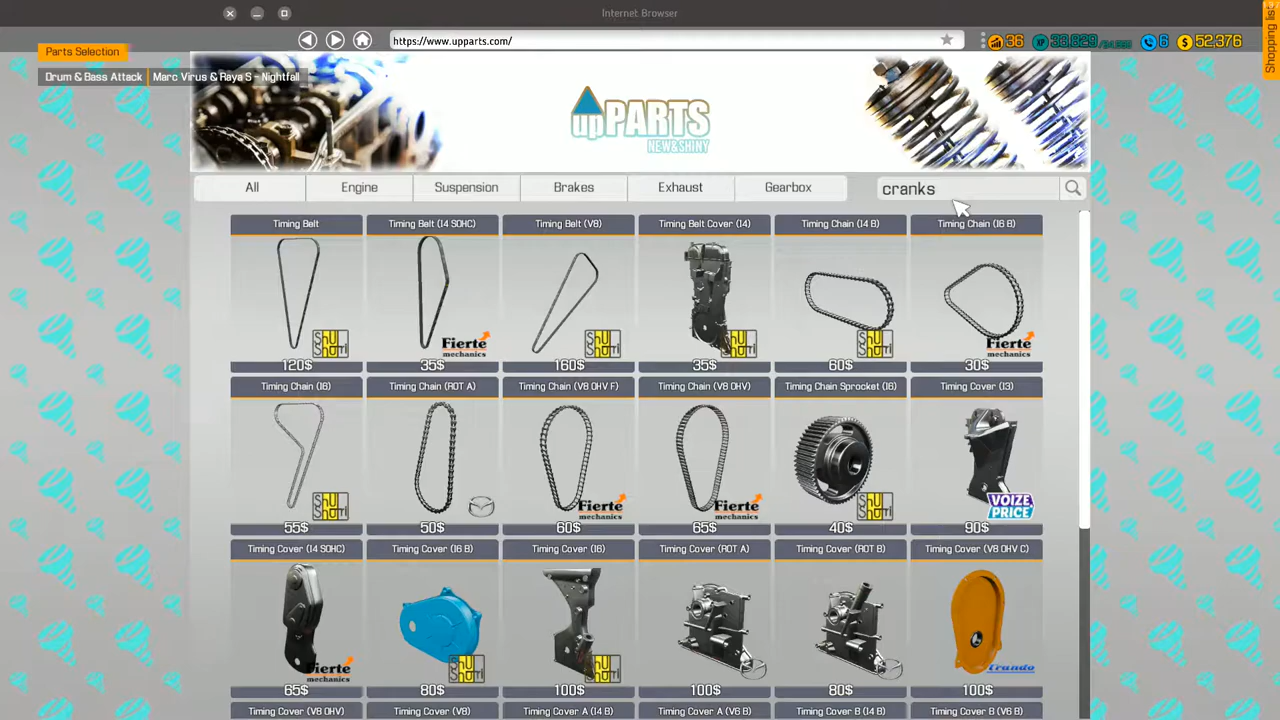 Internet Browser
https://www.upparts.com/
36
6
$ 52,376
Shopping list
Parts Selection
Drum & Bass Attack
Marc Virus & Raya S - Nightfall
upPARTS
NEW&SHINY
All
Engine
Suspension
Brakes
Exhaust
Gearbox
cranks
Timing Belt
Timing Belt (I4 SOHC)
Timing Belt (V8)
Timing Belt Cover (I4)
Timing Chain (I4 B)
Timing Chain (I6 B)
Fierte
mechanics
Fierte
mechanics
120$
35$
160$
35$
60$
30$
Timing Chain (I6)
Timing Chain (ROT A)
Timing Chain (V8 OHV F)
Timing Chain (V8 OHV)
Timing Chain Sprocket (I6)
Timing Cover (I3)
Fierte
mechanics
Fierte
mechanics
VOIZE
PRICE
55$
50$
60$
65$
40$
90$
Timing Cover (I4 SOHC)
Timing Cover (I6 B)
Timing Cover (I6)
Timing Cover (ROT A)
Timing Cover (ROT B)
Timing Cover (V8 OHV C)
Fierte
mechanics
65$
80$
100$
100$
80$
100$
Timing Cover (V8 OHV)
Timing Cover (V8)
Timing Cover A (I4 B)
Timing Cover A (V6 B)
Timing Cover B (I4 B)
Timing Cover B (V6 B)